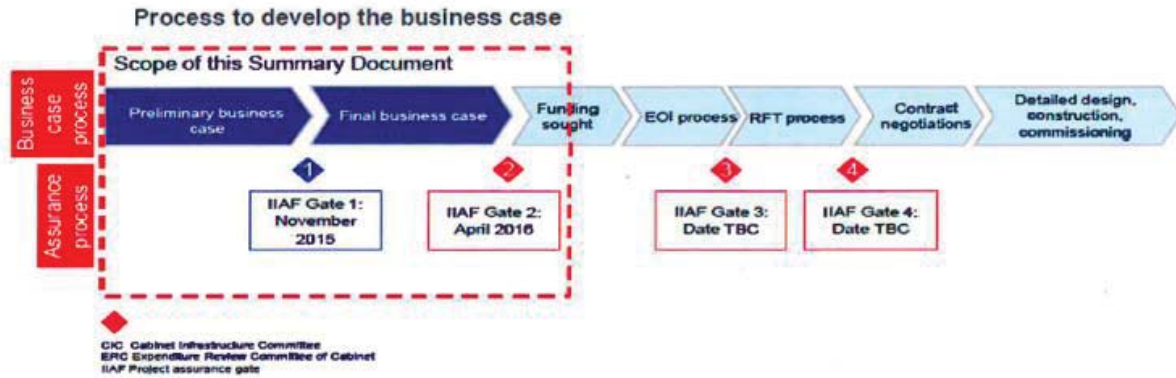 Process to develop the business case
Scope of this Summary Document
Business
case
process
Preliminary business
case
Final business case
Funding
sought
EOI process
RFT process
Contract
negotiations
Detailed design,
construction,
commissioning
Assurance
process
1
2
3
4
IIAF Gate 1:
November
2015
IIAF Gate 2:
April 2016
IIAF Gate 3:
Date TBC
IIAF Gate 4:
Date TBC
CIC Cabinet Infrastructure Committee
ERC Expenditure Review Committee of Cabinet
IIAF Project assurance gate